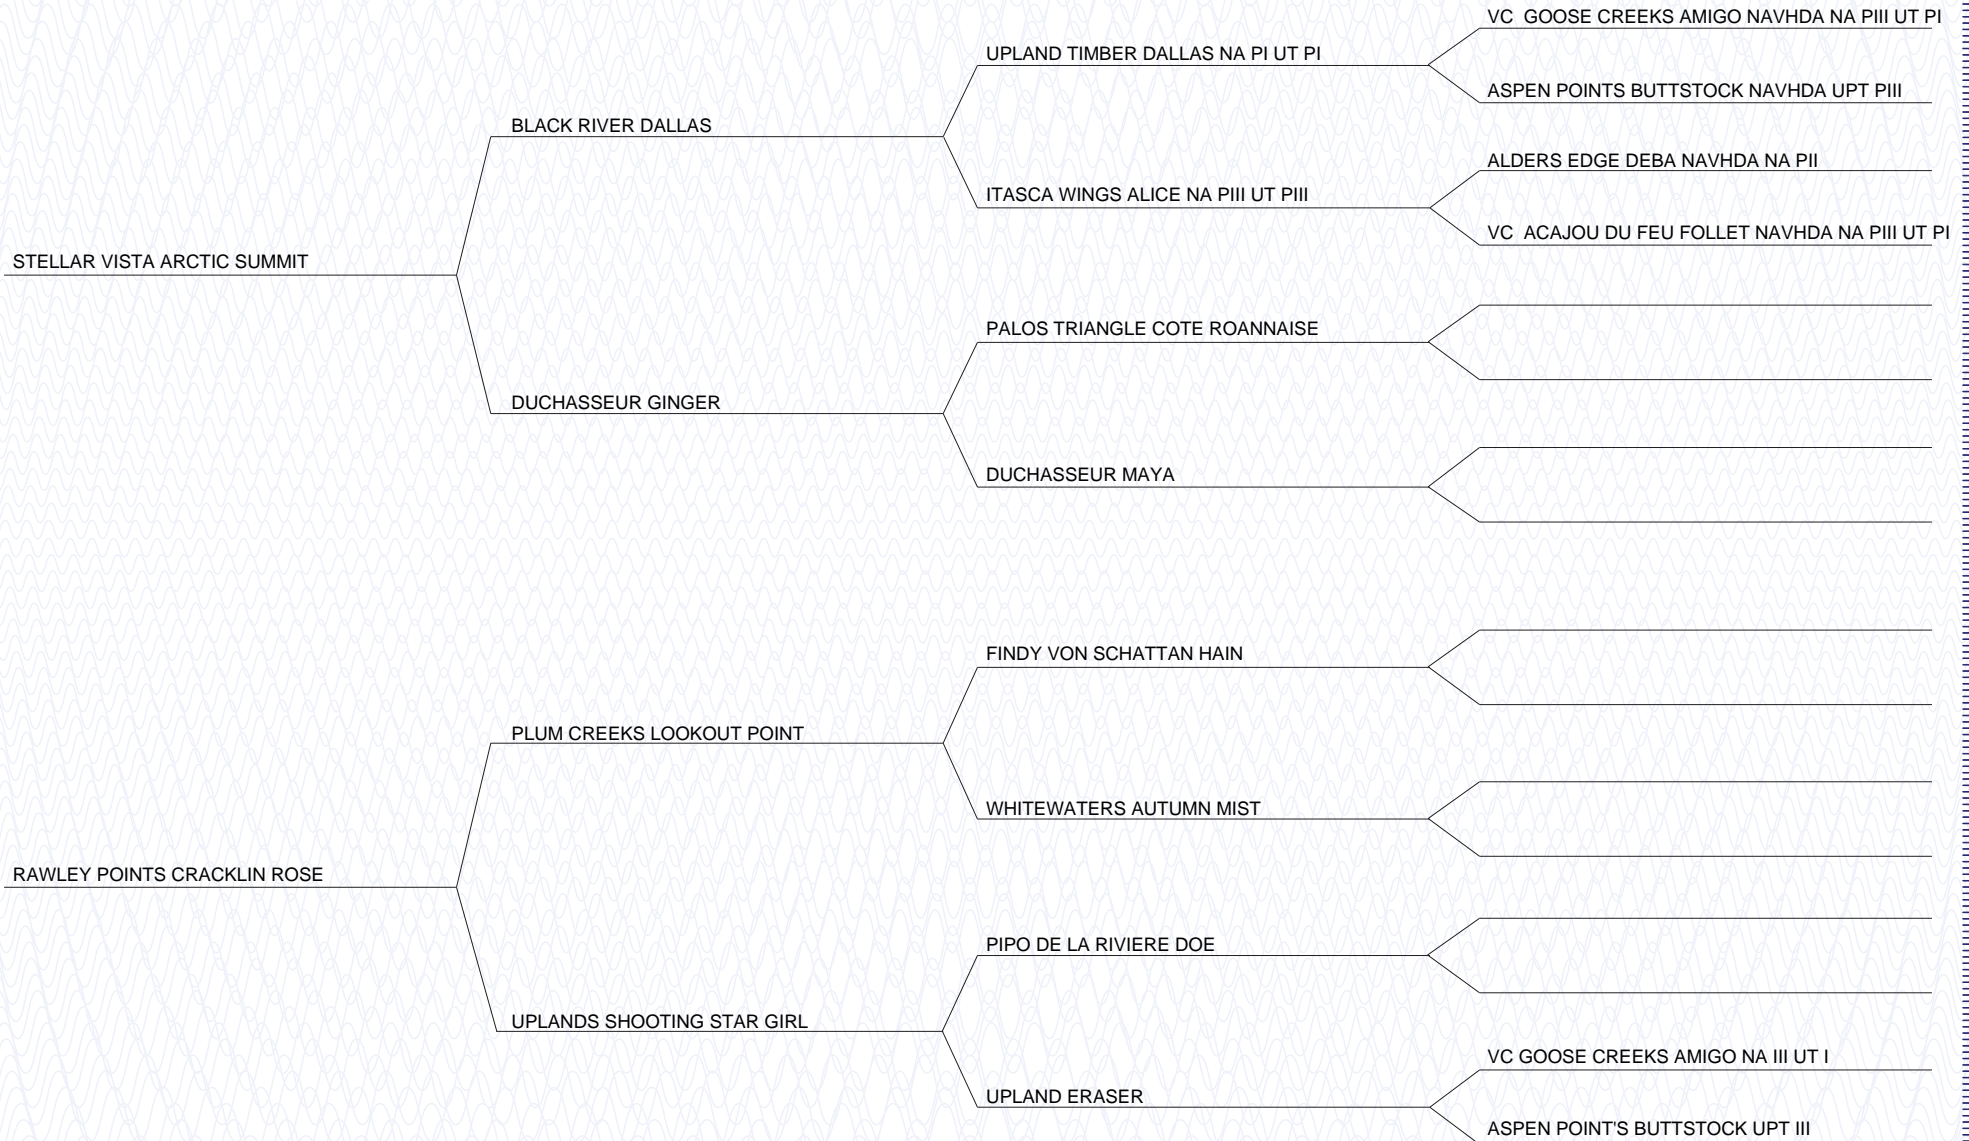 VC  GOOSE CREEKS AMIGO NAVHDA NA PIII UT PI
UPLAND TIMBER DALLAS NA PI UT PI
ASPEN POINTS BUTTSTOCK NAVHDA UPT PIII
BLACK RIVER DALLAS
ALDERS EDGE DEBA NAVHDA NA PII
ITASCA WINGS ALICE NA PIII UT PIII
VC  ACAJOU DU FEU FOLLET NAVHDA NA PIII UT PI
STELLAR VISTA ARCTIC SUMMIT
PALOS TRIANGLE COTE ROANNAISE
DUCHASSEUR GINGER
DUCHASSEUR MAYA
FINDY VON SCHATTAN HAIN
PLUM CREEKS LOOKOUT POINT
WHITEWATERS AUTUMN MIST
RAWLEY POINTS CRACKLIN ROSE
PIPO DE LA RIVIERE DOE
UPLANDS SHOOTING STAR GIRL
VC GOOSE CREEKS AMIGO NA III UT I
UPLAND ERASER
ASPEN POINT'S BUTTSTOCK UPT III